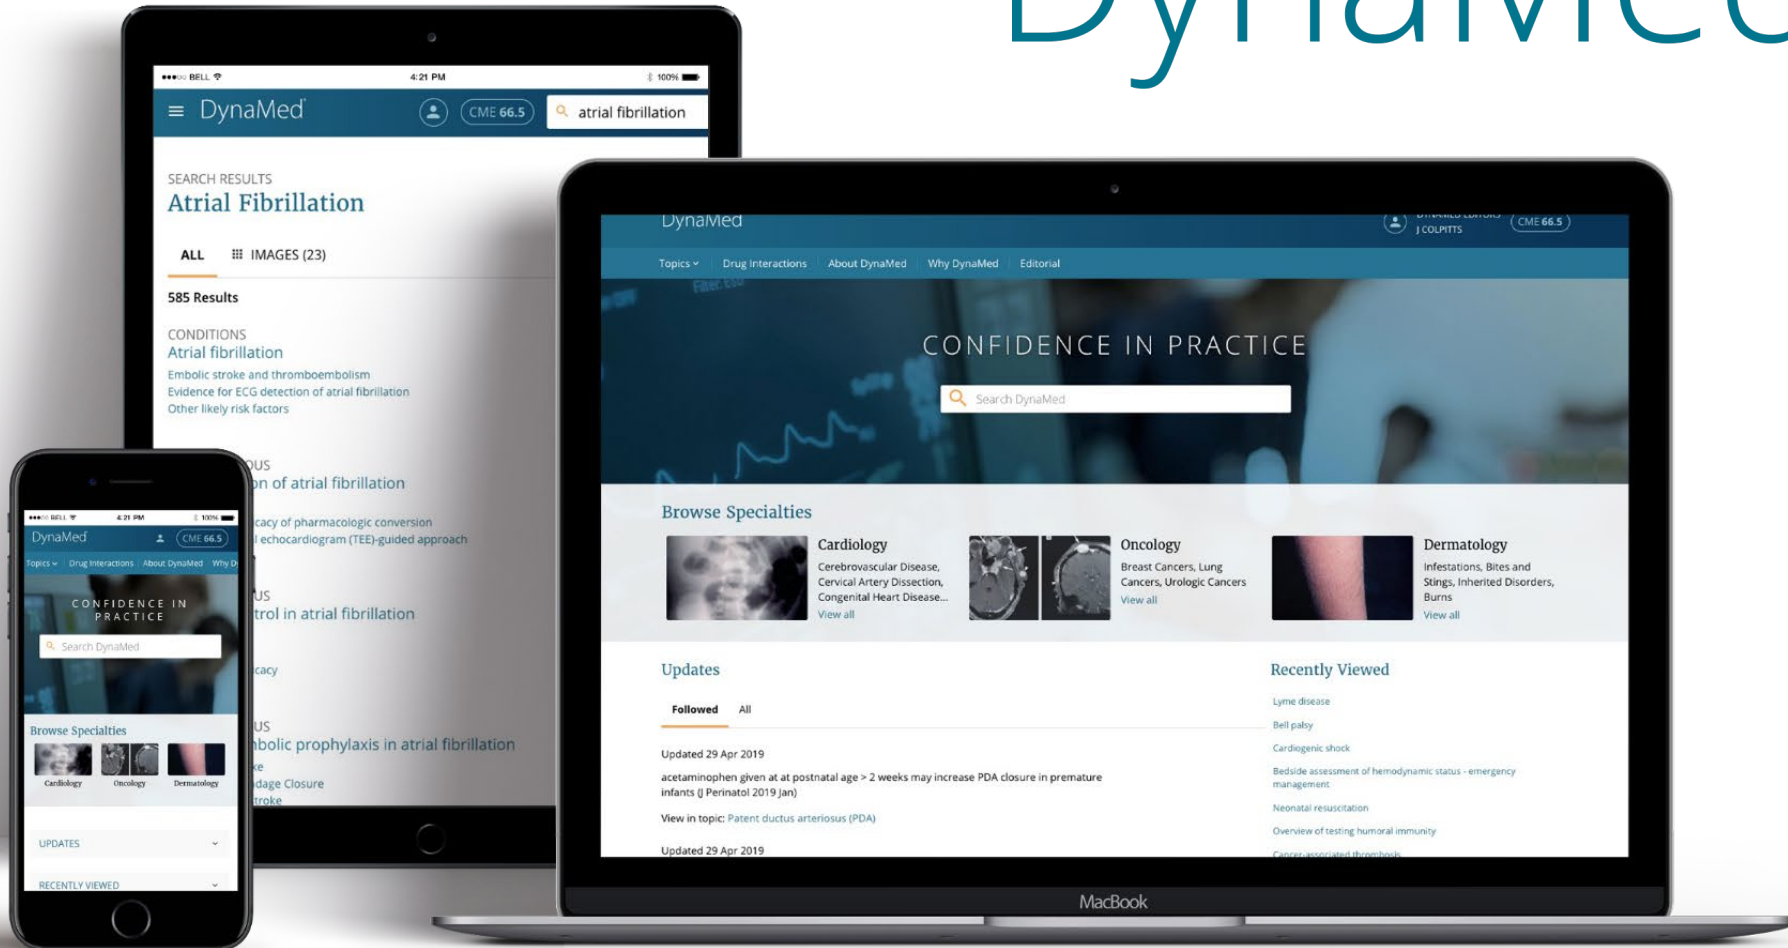 DynaMed
BELL
4:21 PM
100%
DynaMed
CME 66.5
atrial fibrillation
SEARCH RESULTS
Atrial Fibrillation
ALL
IMAGES (23)
585 Results
CONDITIONS
Atrial fibrillation
Embolic stroke and thromboembolism
Evidence for ECG detection of atrial fibrillation
Other likely risk factors
of atrial fibrillation
of pharmacologic conversion
echocardiogram (TEE)-guided approach
in atrial fibrillation
prophylaxis in atrial fibrillation
Closure
BELL
4:21 PM
100%
DynaMed
CME 66.5
Topics
Drug Interactions
About DynaMed
Why
CONFIDENCE IN
PRACTICE
Search DynaMed
Browse Specialties
Cardiology
Oncology
Dermatology
UPDATES
RECENTLY VIEWED
DynaMed
DYNAMED EDITORS
J COLPITTS
CME 66.5
Topics
Drug Interactions
About DynaMed
Why DynaMed
Editorial
CONFIDENCE IN PRACTICE
Search DynaMed
Browse Specialties
Cardiology
Cerebrovascular Disease,
Cervical Artery Dissection,
Congenital Heart Disease...
View all
Oncology
Breast Cancers, Lung
Cancers, Urologic Cancers
View all
Dermatology
Infestations, Bites and
Stings, Inherited Disorders,
Burns
View all
Updates
Followed
All
Updated 29 Apr 2019
acetaminophen given at at postnatal age > 2 weeks may increase PDA closure in premature
infants (J Perinatol 2019 Jan)
View in topic: Patent ductus arteriosus (PDA)
Updated 29 Apr 2019
Recently Viewed
Lyme disease
Bell palsy
Cardiogenic shock
Bedside assessment of hemodynamic status - emergency
management
Neonatal resuscitation
Overview of testing humoral immunity
Cancer-associated thrombosis
MacBook